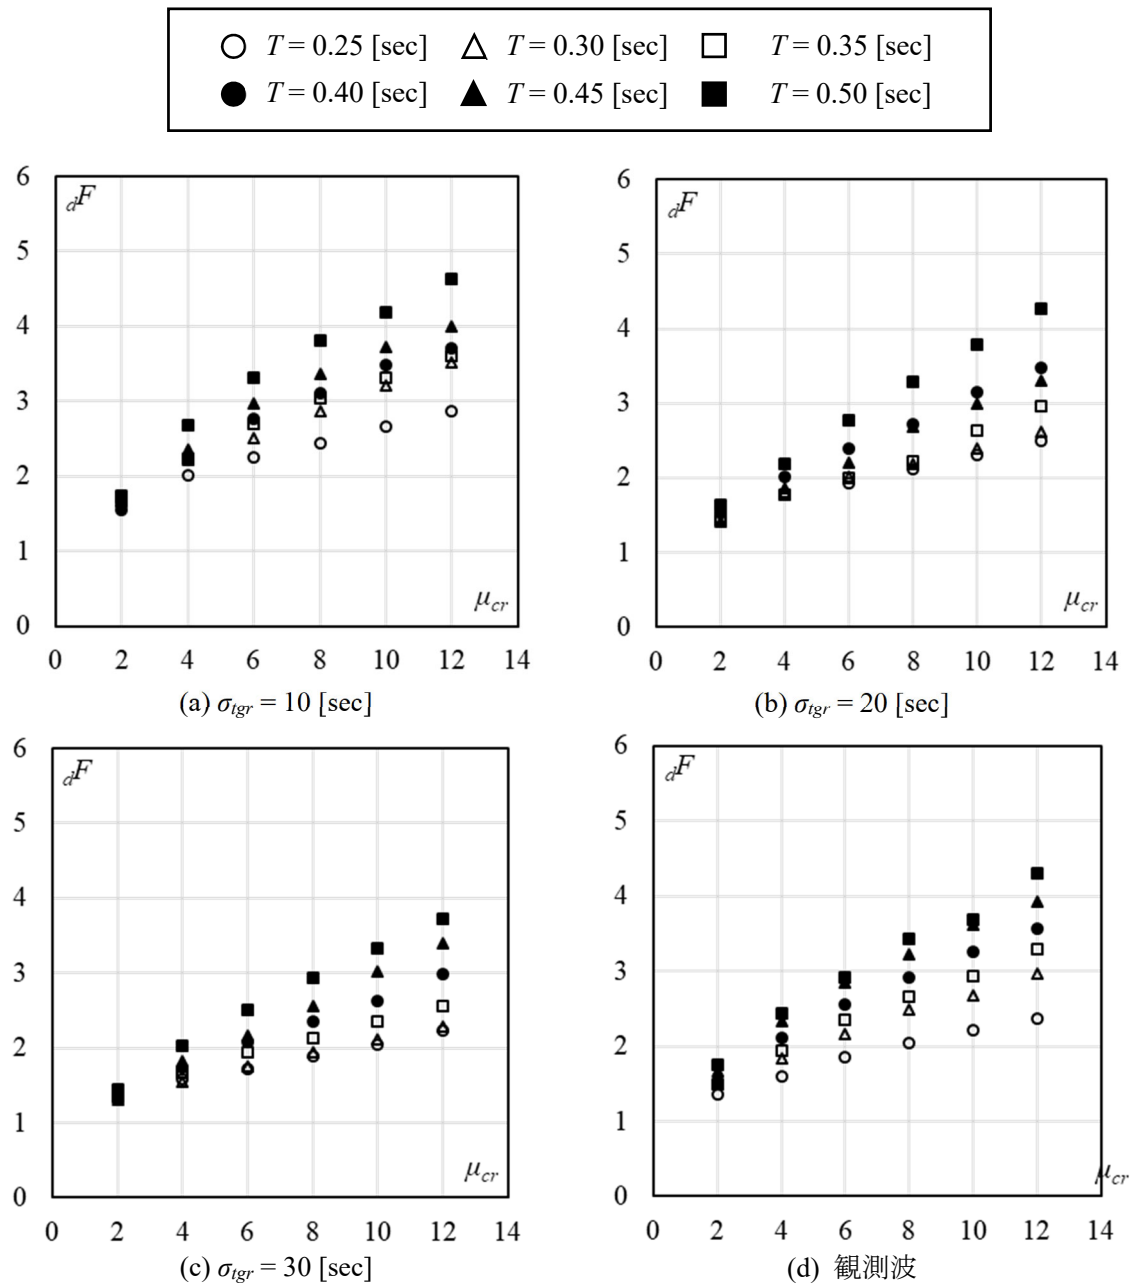 T = 0.25 [sec] T = 0.30 [sec] T = 0.35 [sec]
T = 0.40 [sec] T = 0.45 [sec] T = 0.50 [sec]
dF
6
5
4
3
2
1
0
μcr
0 2 4 6 8 10 12 14
(a) σtgr = 10 [sec]
dF
6
5
4
3
2
1
0
μcr
0 2 4 6 8 10 12 14
(b) σtgr = 20 [sec]
dF
6
5
4
3
2
1
0
μcr
0 2 4 6 8 10 12 14
(c) σtgr = 30 [sec]
dF
6
5
4
3
2
1
0
μcr
0 2 4 6 8 10 12 14
(d) 観測波